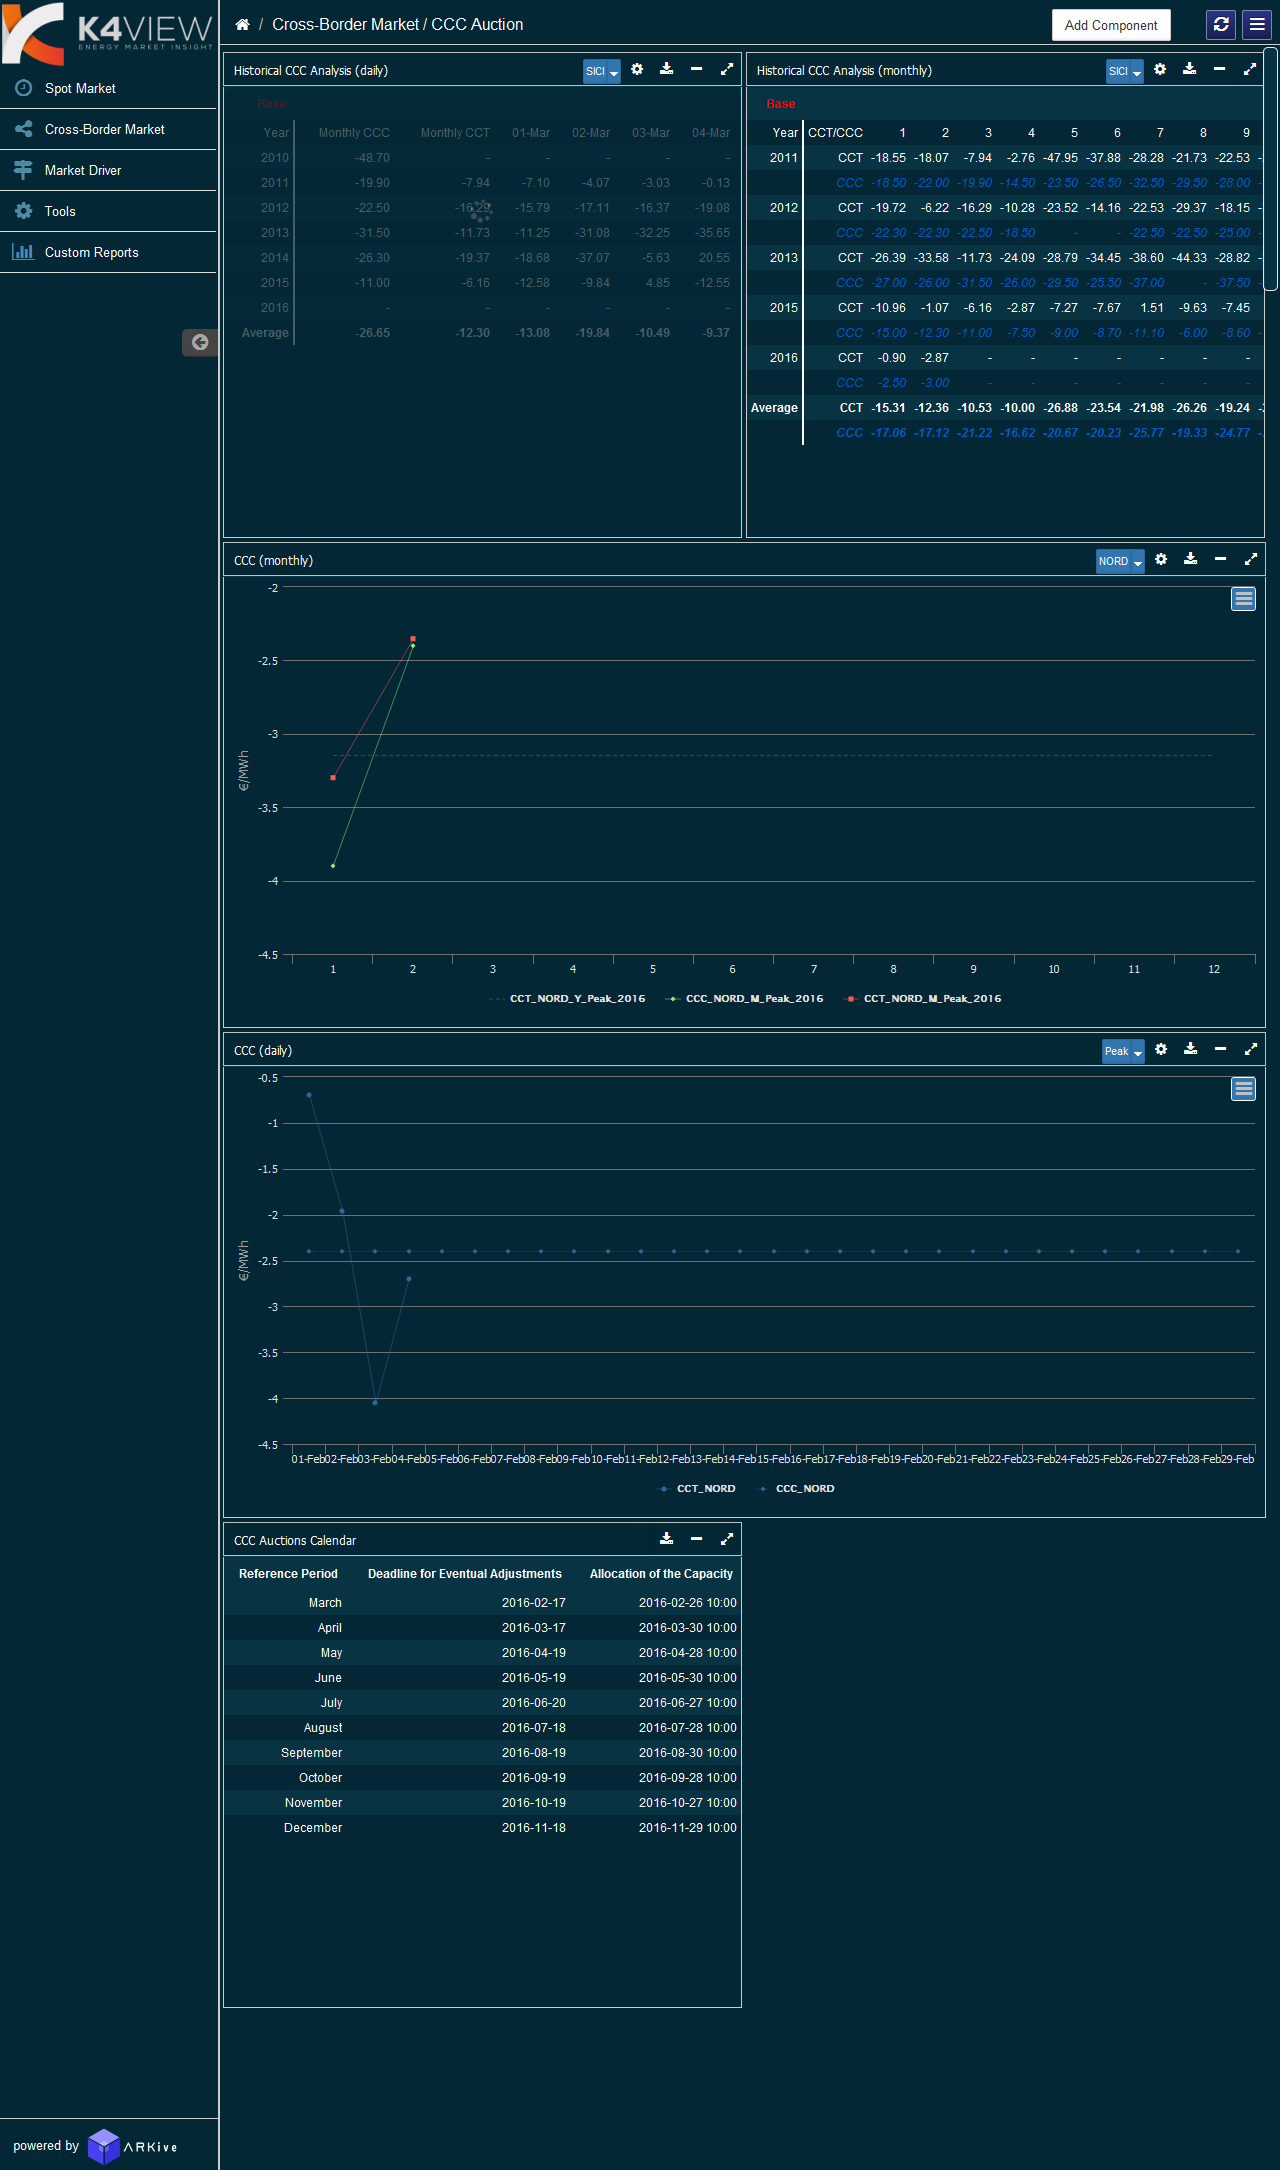 K4VIEW
ENERGY MARKET INSIGHT
Spot Market
Cross-Border Market
Market Driver
Tools
Custom Reports
powered by ARKive
/ Cross-Border Market / CCC Auction
Add Component
Historical CCC Analysis (daily) SICI
Base
Year Monthly CCC Monthly CCT 01-Mar 02-Mar 03-Mar 04-Mar
2010 -48.70 - - - - -
2011 -19.90 -7.94 -7.10 -4.07 -3.03 -0.13
2012 -22.50 -16.29 -15.79 -17.11 -16.37 -19.08
2013 -31.50 -11.73 -11.25 -31.08 -32.25 -35.65
2014 -26.30 -19.37 -18.68 -37.07 -5.63 20.55
2015 -11.00 -6.16 -12.58 -9.84 4.85 -12.55
2016 - - - - - -
Average -26.65 -12.30 -13.08 -19.84 -10.49 -9.37
Historical CCC Analysis (monthly) SICI
Base
Year CCT/CCC 1 2 3 4 5 6 7 8 9
2011 CCT -18.55 -18.07 -7.94 -2.76 -47.95 -37.88 -28.28 -21.73 -22.53
CCC -18.50 -22.00 -19.90 -14.50 -23.50 -26.50 -32.50 -29.50 -28.00
2012 CCT -19.72 -6.22 -16.29 -10.28 -23.52 -14.16 -22.53 -29.37 -18.15
CCC -22.30 -22.30 -22.50 -18.50 - - -22.50 -22.50 -25.00
2013 CCT -26.39 -33.58 -11.73 -24.09 -28.79 -34.45 -38.60 -44.33 -28.82
CCC -27.00 -26.00 -31.50 -26.00 -29.50 -25.50 -37.00 - -37.50
2015 CCT -10.96 -1.07 -6.16 -2.87 -7.27 -7.67 1.51 -9.63 -7.45
CCC -15.00 -12.30 -11.00 -7.50 -9.00 -8.70 -11.10 -6.00 -8.60
2016 CCT -0.90 -2.87 - - - - - - -
CCC -2.50 -3.00 - - - - - - -
Average CCT -15.31 -12.36 -10.53 -10.00 -26.88 -23.54 -21.98 -26.26 -19.24
CCC -17.06 -17.12 -21.22 -16.62 -20.67 -20.23 -25.77 -19.33 -24.77
CCC (monthly) NORD
-2
-2.5
-3
-3.5
-4
-4.5
€/MWh
1 2 3 4 5 6 7 8 9 10 11 12
CCT_NORD_Y_Peak_2016 CCC_NORD_M_Peak_2016 CCT_NORD_M_Peak_2016
CCC (daily) Peak
-0.5
-1
-1.5
-2
-2.5
-3
-3.5
-4
-4.5
€/MWh
01-Feb 02-Feb 03-Feb 04-Feb 05-Feb 06-Feb 07-Feb 08-Feb 09-Feb 10-Feb 11-Feb 12-Feb 13-Feb 14-Feb 15-Feb 16-Feb 17-Feb 18-Feb 19-Feb 20-Feb 21-Feb 22-Feb 23-Feb 24-Feb 25-Feb 26-Feb 27-Feb 28-Feb 29-Feb
CCT_NORD CCC_NORD
CCC Auctions Calendar
Reference Period Deadline for Eventual Adjustments Allocation of the Capacity
March 2016-02-17 2016-02-26 10:00
April 2016-03-17 2016-03-30 10:00
May 2016-04-19 2016-04-28 10:00
June 2016-05-19 2016-05-30 10:00
July 2016-06-20 2016-06-27 10:00
August 2016-07-18 2016-07-28 10:00
September 2016-08-19 2016-08-30 10:00
October 2016-09-19 2016-09-28 10:00
November 2016-10-19 2016-10-27 10:00
December 2016-11-18 2016-11-29 10:00